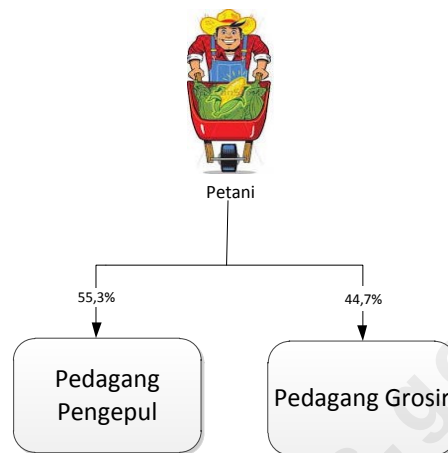 Petani
55,3%
44,7%
Pedagang
Pengepul
Pedagang Grosir